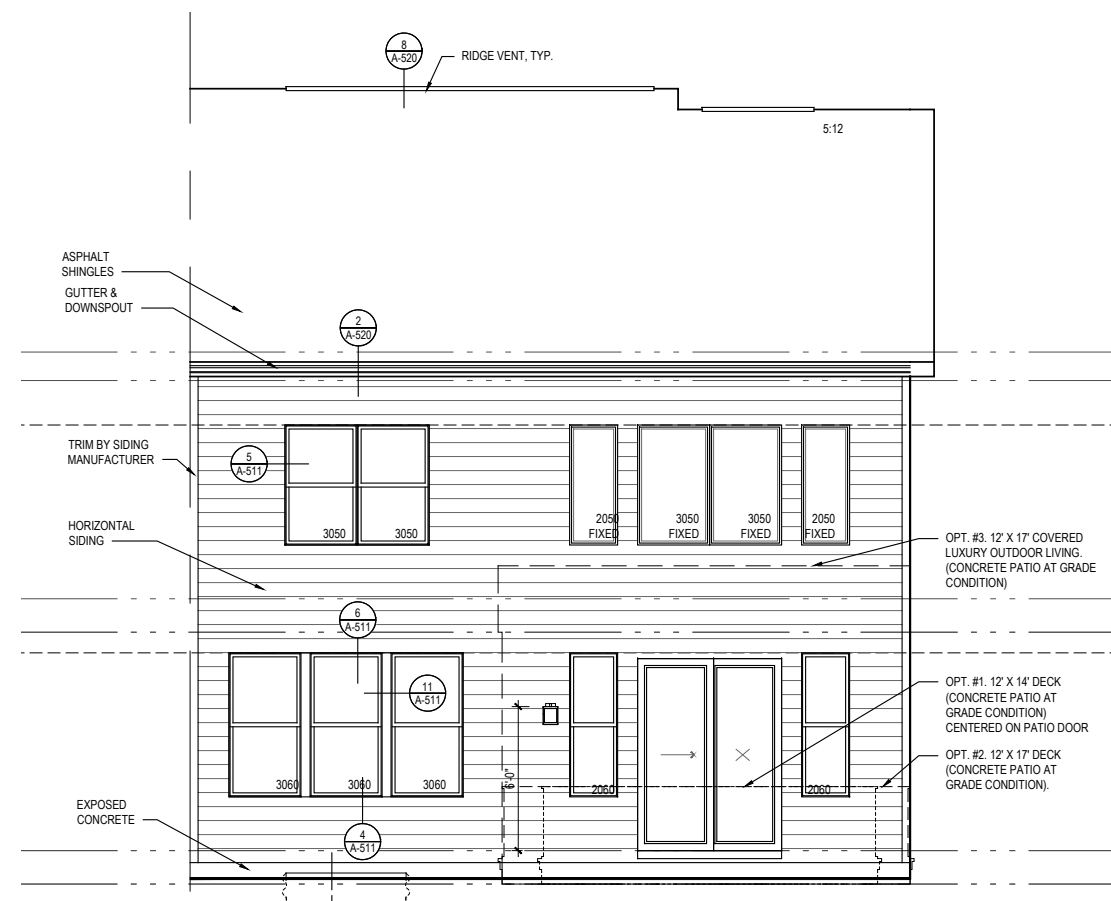 8
A-520
RIDGE VENT, TYP.
5:12
ASPHALT
SHINGLES
GUTTER &
DOWNSPOUT
2
A-520
TRIM BY SIDING
MANUFACTURER
5
A-511
3050
3050
2050
FIXED
3050
FIXED
3050
FIXED
2050
FIXED
HORIZONTAL
SIDING
OPT. #3. 12' X 17' COVERED
LUXURY OUTDOOR LIVING.
(CONCRETE PATIO AT GRADE
CONDITION)
6
A-511
11
A-511
OPT. #1. 12' X 14' DECK
(CONCRETE PATIO AT
GRADE CONDITION)
CENTERED ON PATIO DOOR
OPT. #2. 12' X 17' DECK
(CONCRETE PATIO AT
GRADE CONDITION).
6'-0"
3060
3060
3060
2060
2060
EXPOSED
CONCRETE
4
A-511